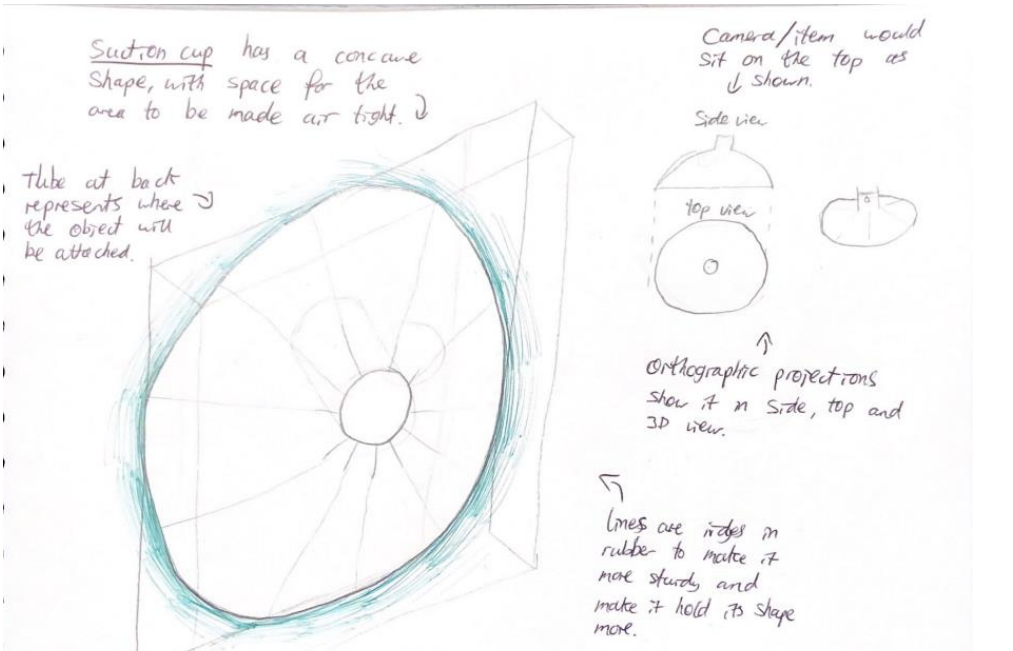 Suction cup has a concave
shape, with space for the
area to be made air tight.
Tube at back
represents where
the object will
be attached.
Camera/item would
sit on the top as
shown.
Side view
top view
Orthographic projections
show it in side, top and
3D view.
lines are ridges in
rubber to make it
more sturdy and
make it hold its shape
more.